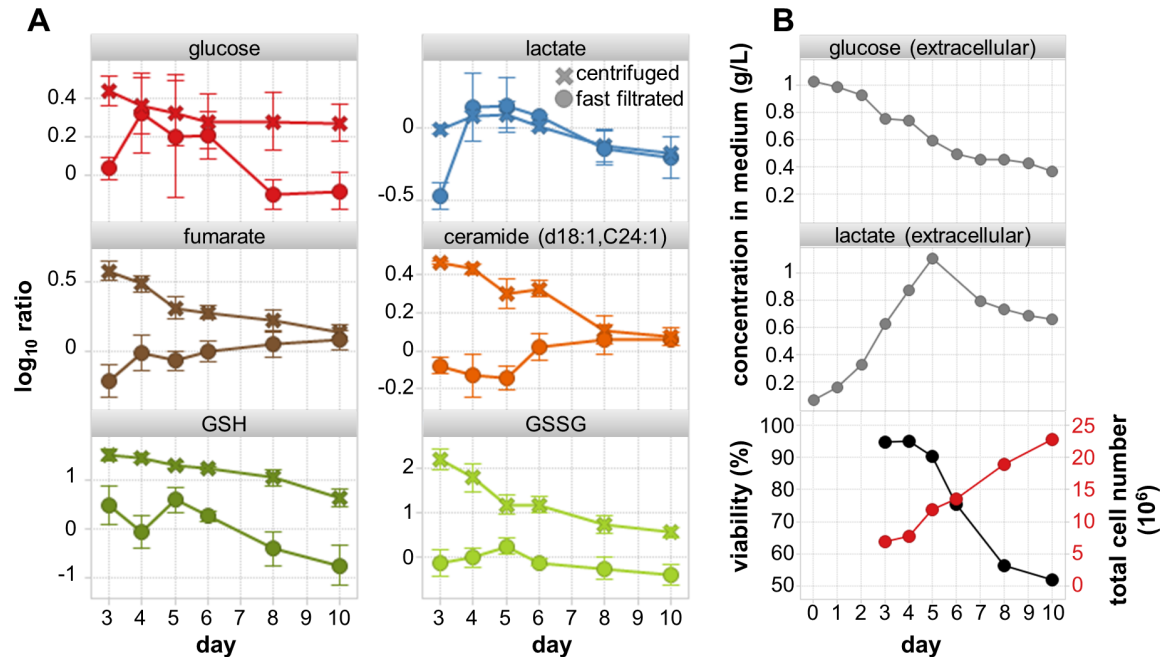 A
glucose
0.4
0.2
0
lactate
centrifuged
fast filtrated
0
-0.5
fumarate
0.5
0
ceramide (d18:1,C24:1)
0.4
0.2
0
-0.2
GSH
1
0
-1
GSSG
2
1
0
log10 ratio
3 4 5 6 7 8 9 10
day
3 4 5 6 7 8 9 10
day
B
glucose (extracellular)
1
0.8
0.6
0.4
0.2
lactate (extracellular)
1
0.8
0.6
0.4
0.2
concentration in medium (g/L)
100
90
80
70
60
50
viability (%)
25
20
15
10
5
0
total cell number
(10⁶)
0 1 2 3 4 5 6 7 8 9 10
day